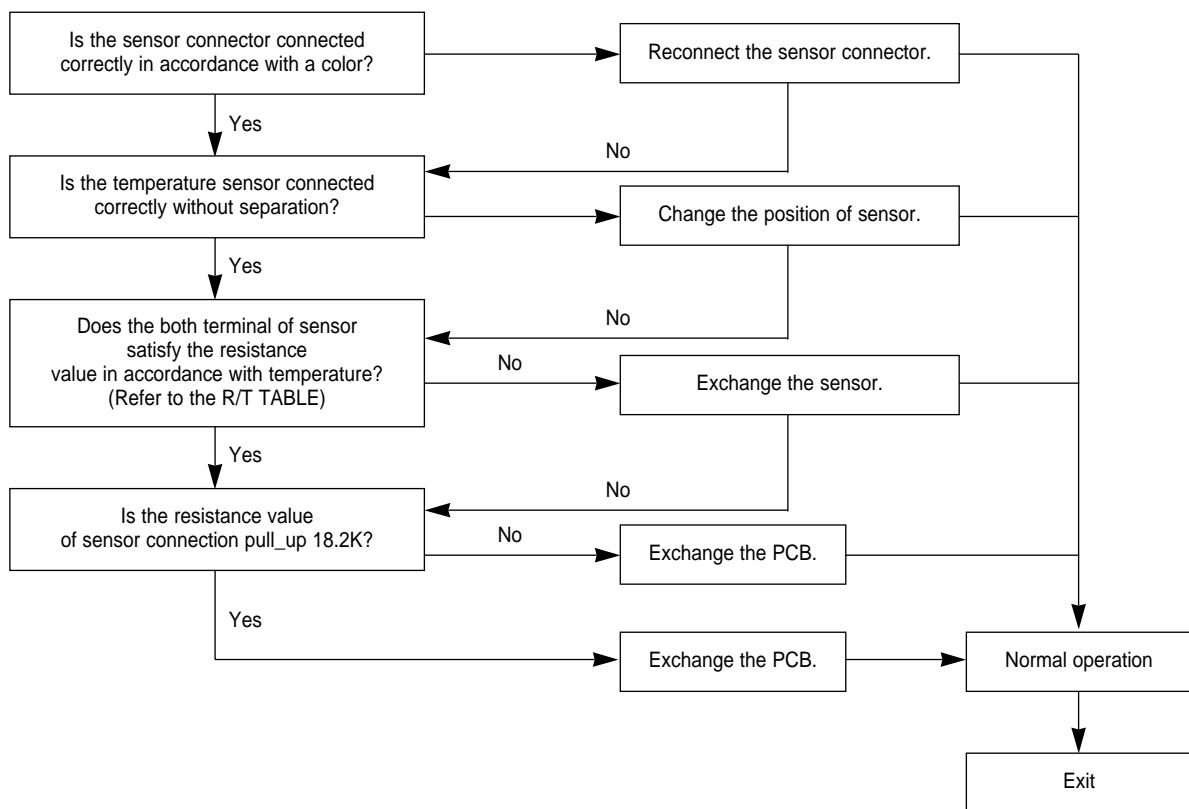 Is the sensor connector connected
correctly in accordance with a color?
Reconnect the sensor connector.
Yes
No
Is the temperature sensor connected
correctly without separation?
Change the position of sensor.
Yes
No
Does the both terminal of sensor
satisfy the resistance
value in accordance with temperature?
(Refer to the R/T TABLE)
No
Exchange the sensor.
Yes
No
Is the resistance value
of sensor connection pull_up 18.2K?
No
Exchange the PCB.
Yes
Exchange the PCB.
Normal operation
Exit